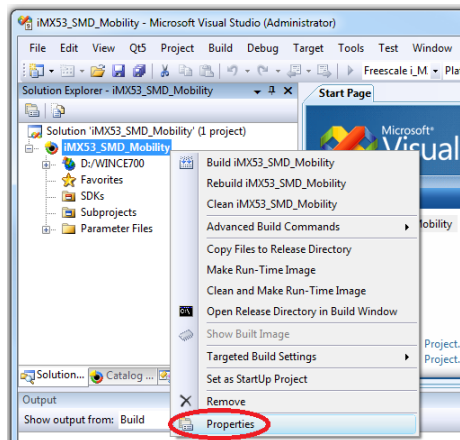 iMX53_SMD_Mobility - Microsoft Visual Studio (Administrator)
File Edit View Qt5 Project Build Debug Target Tools Test Window
Freescale i_M Pla
Solution Explorer - iMX53_SMD_Mobility
Start Page
Solution 'iMX53_SMD_Mobility' (1 project)
iMX53_SMD_Mobility
D:/WINCE700
Favorites
SDKs
Subprojects
Parameter Files
Microsoft®
Visual
Build iMX53_SMD_Mobility
Rebuild iMX53_SMD_Mobility
Clean iMX53_SMD_Mobility
Advanced Build Commands
Copy Files to Release Directory
Make Run-Time Image
Clean and Make Run-Time Image
Open Release Directory in Build Window
Show Built Image
Targeted Build Settings
Set as StartUp Project
Remove
Properties
Mobility
Project.
Project.
Solution... Catalog ...
Output
Show output from: Build